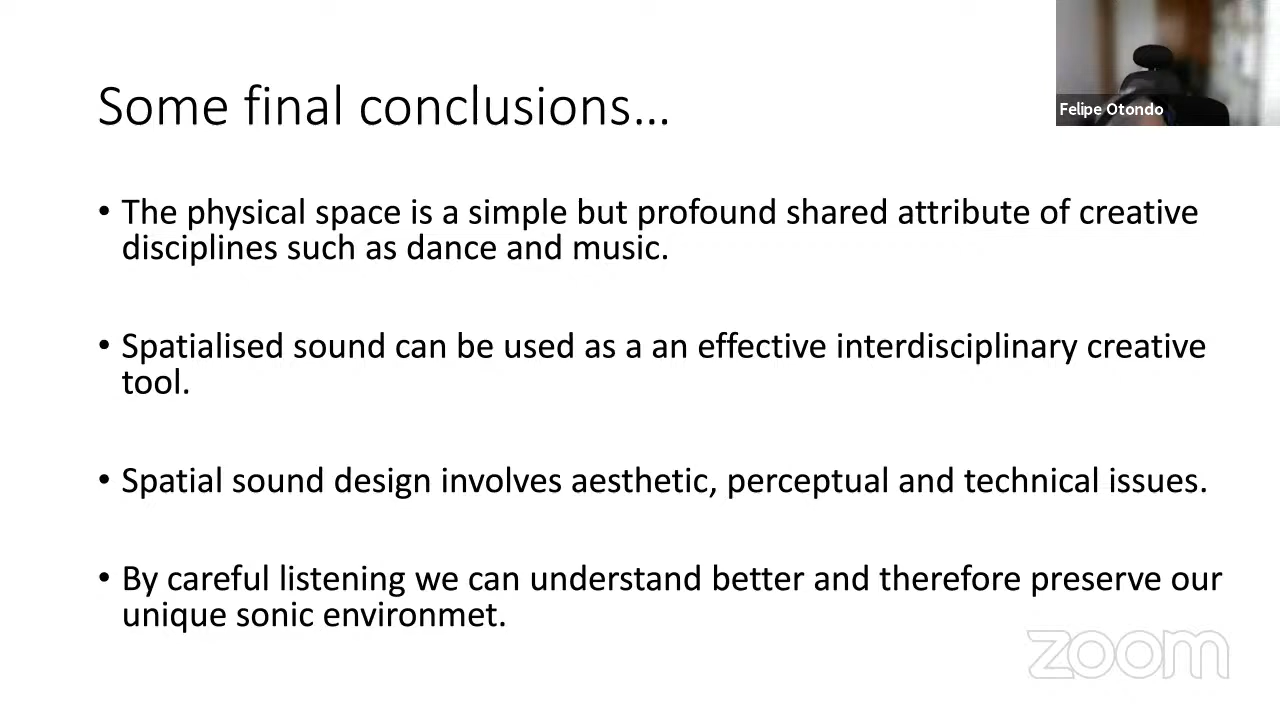 Some final conclusions...
Felipe Otondo
• The physical space is a simple but profound shared attribute of creative
disciplines such as dance and music.
• Spatialised sound can be used as a an effective interdisciplinary creative
tool.
• Spatial sound design involves aesthetic, perceptual and technical issues.
• By careful listening we can understand better and therefore preserve our
unique sonic environmet.
zoom